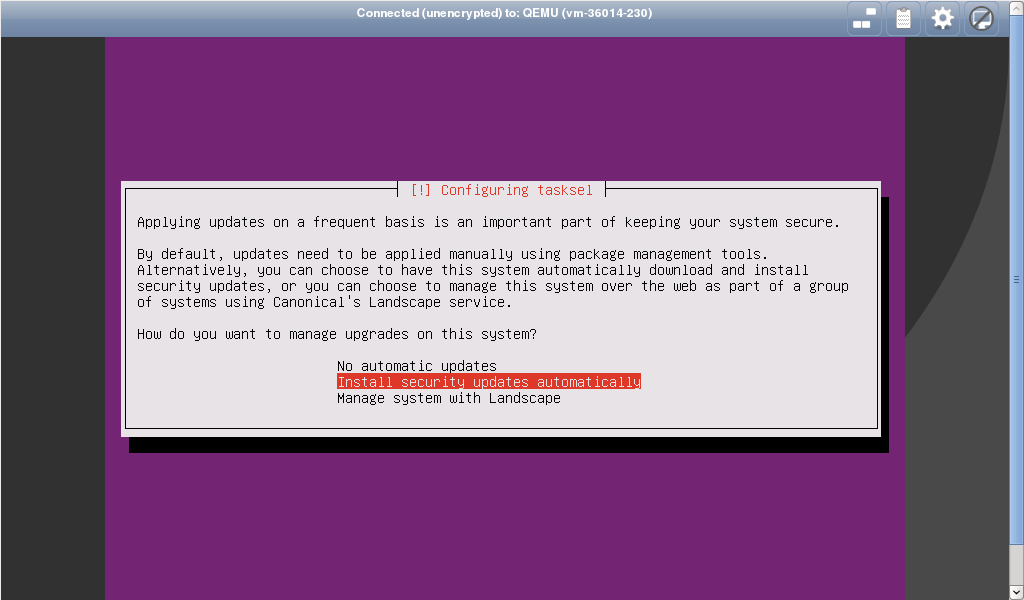 Connected (unencrypted) to: QEMU (vm-36014-230)
[!] Configuring tasksel
Applying updates on a frequent basis is an important part of keeping your system secure.
By default, updates need to be applied manually using package management tools.
Alternatively, you can choose to have this system automatically download and install
security updates, or you can choose to manage this system over the web as part of a group
of systems using Canonical's Landscape service.
How do you want to manage upgrades on this system?
No automatic updates
Install security updates automatically
Manage system with Landscape